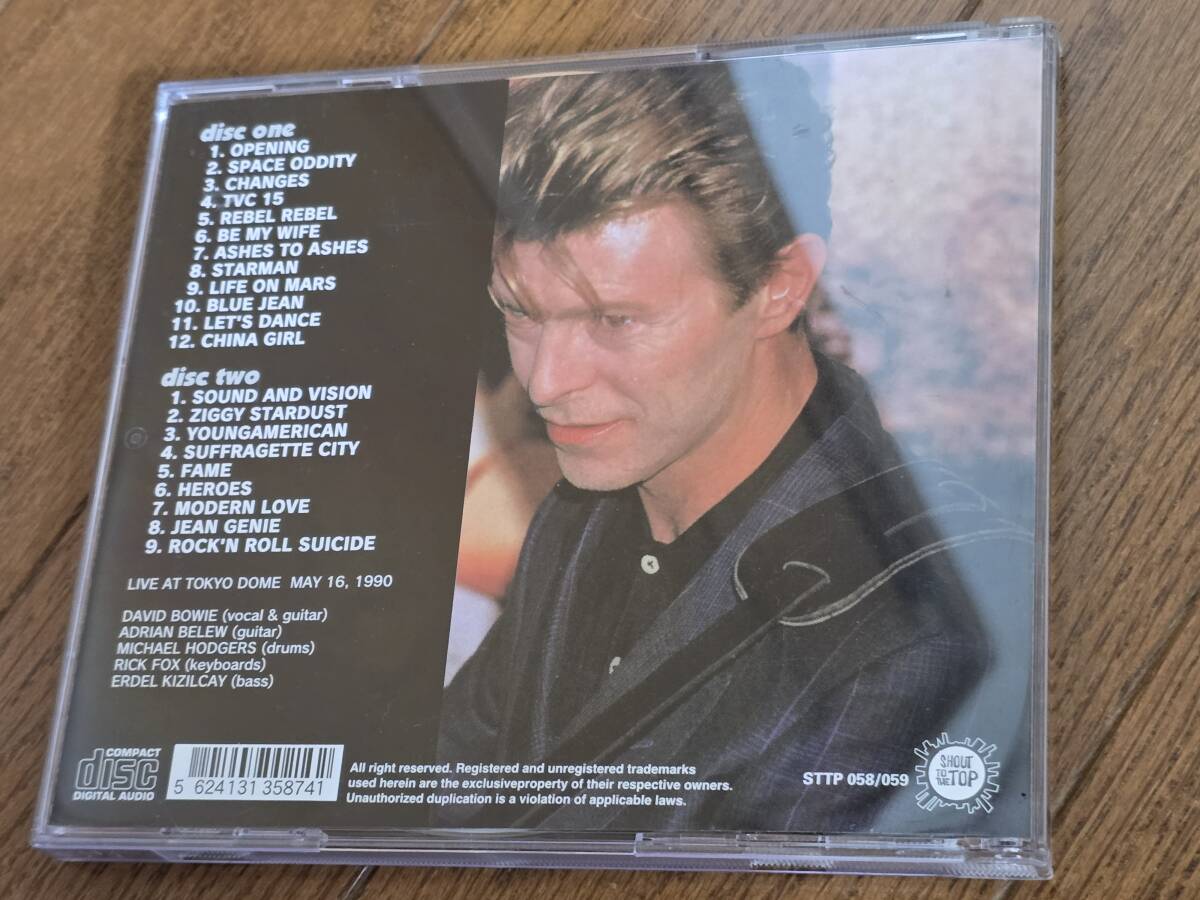 disc one
1. OPENING
2. SPACE ODDITY
3. CHANGES
4. TVC 15
5. REBEL REBEL
6. BE MY WIFE
7. ASHES TO ASHES
8. STARMAN
9. LIFE ON MARS
10. BLUE JEAN
11. LET'S DANCE
12. CHINA GIRL
disc two
1. SOUND AND VISION
2. ZIGGY STARDUST
3. YOUNGAMERICAN
4. SUFFRAGETTE CITY
5. FAME
6. HEROES
7. MODERN LOVE
8. JEAN GENIE
9. ROCK'N ROLL SUICIDE
LIVE AT TOKYO DOME MAY 16, 1990
DAVID BOWIE (vocal & guitar)
ADRIAN BELEW (guitar)
MICHAEL HODGERS (drums)
RICK FOX (keyboards)
ERDEL KIZILCAY (bass)
COMPACT
disc
DIGITAL AUDIO
5 624131 358741
All right reserved. Registered and unregistered trademarks
used herein are the exclusiveproperty of their respective owners.
Unauthorized duplication is a violation of applicable laws.
STTP 058/059
SHOUT
TO THE
TOP